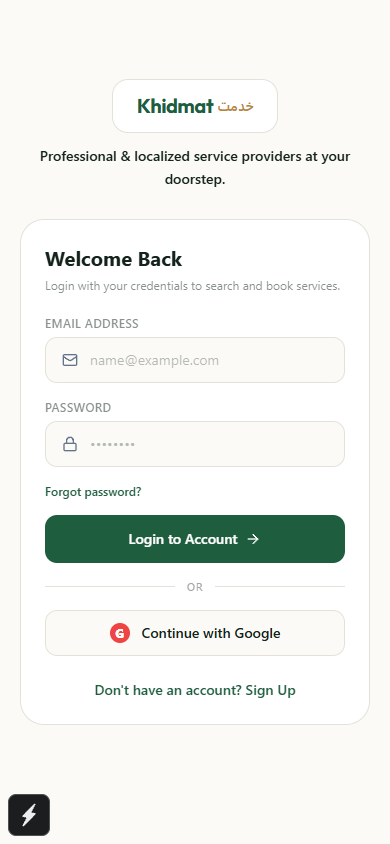 Khidmat خدمت
Professional & localized service providers at your
doorstep.
Welcome Back
Login with your credentials to search and book services.
EMAIL ADDRESS
name@example.com
PASSWORD
••••••••
Forgot password?
Login to Account →
OR
G Continue with Google
Don't have an account? Sign Up